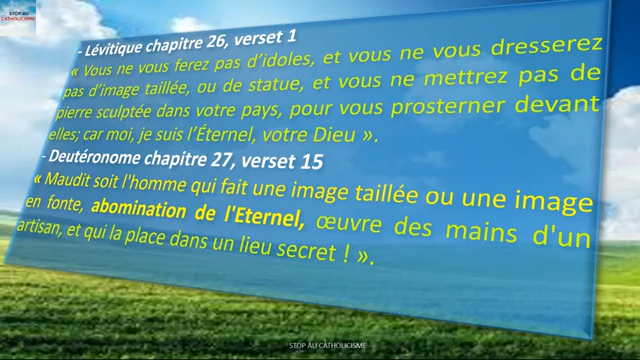 STOP AU
CATHOLICISME
- Lévitique chapitre 26, verset 1
« Vous ne vous ferez pas d'idoles, et vous ne vous dresserez
pas d'image taillée, ou de statue, et vous ne mettrez pas de
pierre sculptée dans votre pays, pour vous prosterner devant
elles; car moi, je suis l'Éternel, votre Dieu ».
- Deutéronome chapitre 27, verset 15
« Maudit soit l'homme qui fait une image taillée ou une image
en fonte, abomination de l'Eternel, œuvre des mains d'un
artisan, et qui la place dans un lieu secret ! ».
STOP AU CATHOLICISME